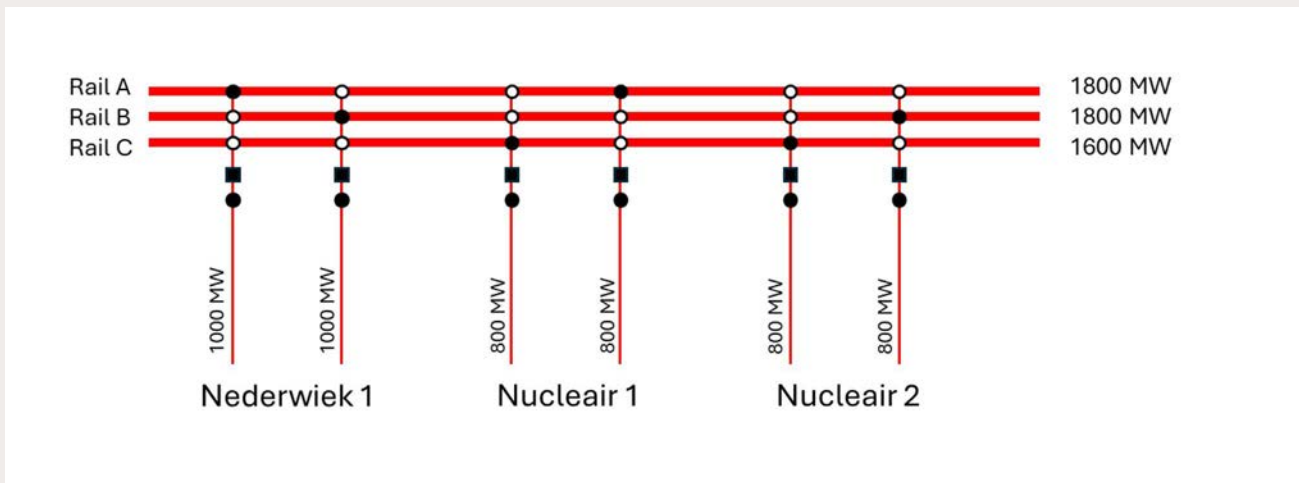 Rail A
Rail B
Rail C
1800 MW
1800 MW
1600 MW
1000 MW
1000 MW
800 MW
800 MW
800 MW
800 MW
Nederwiek 1
Nucleair 1
Nucleair 2